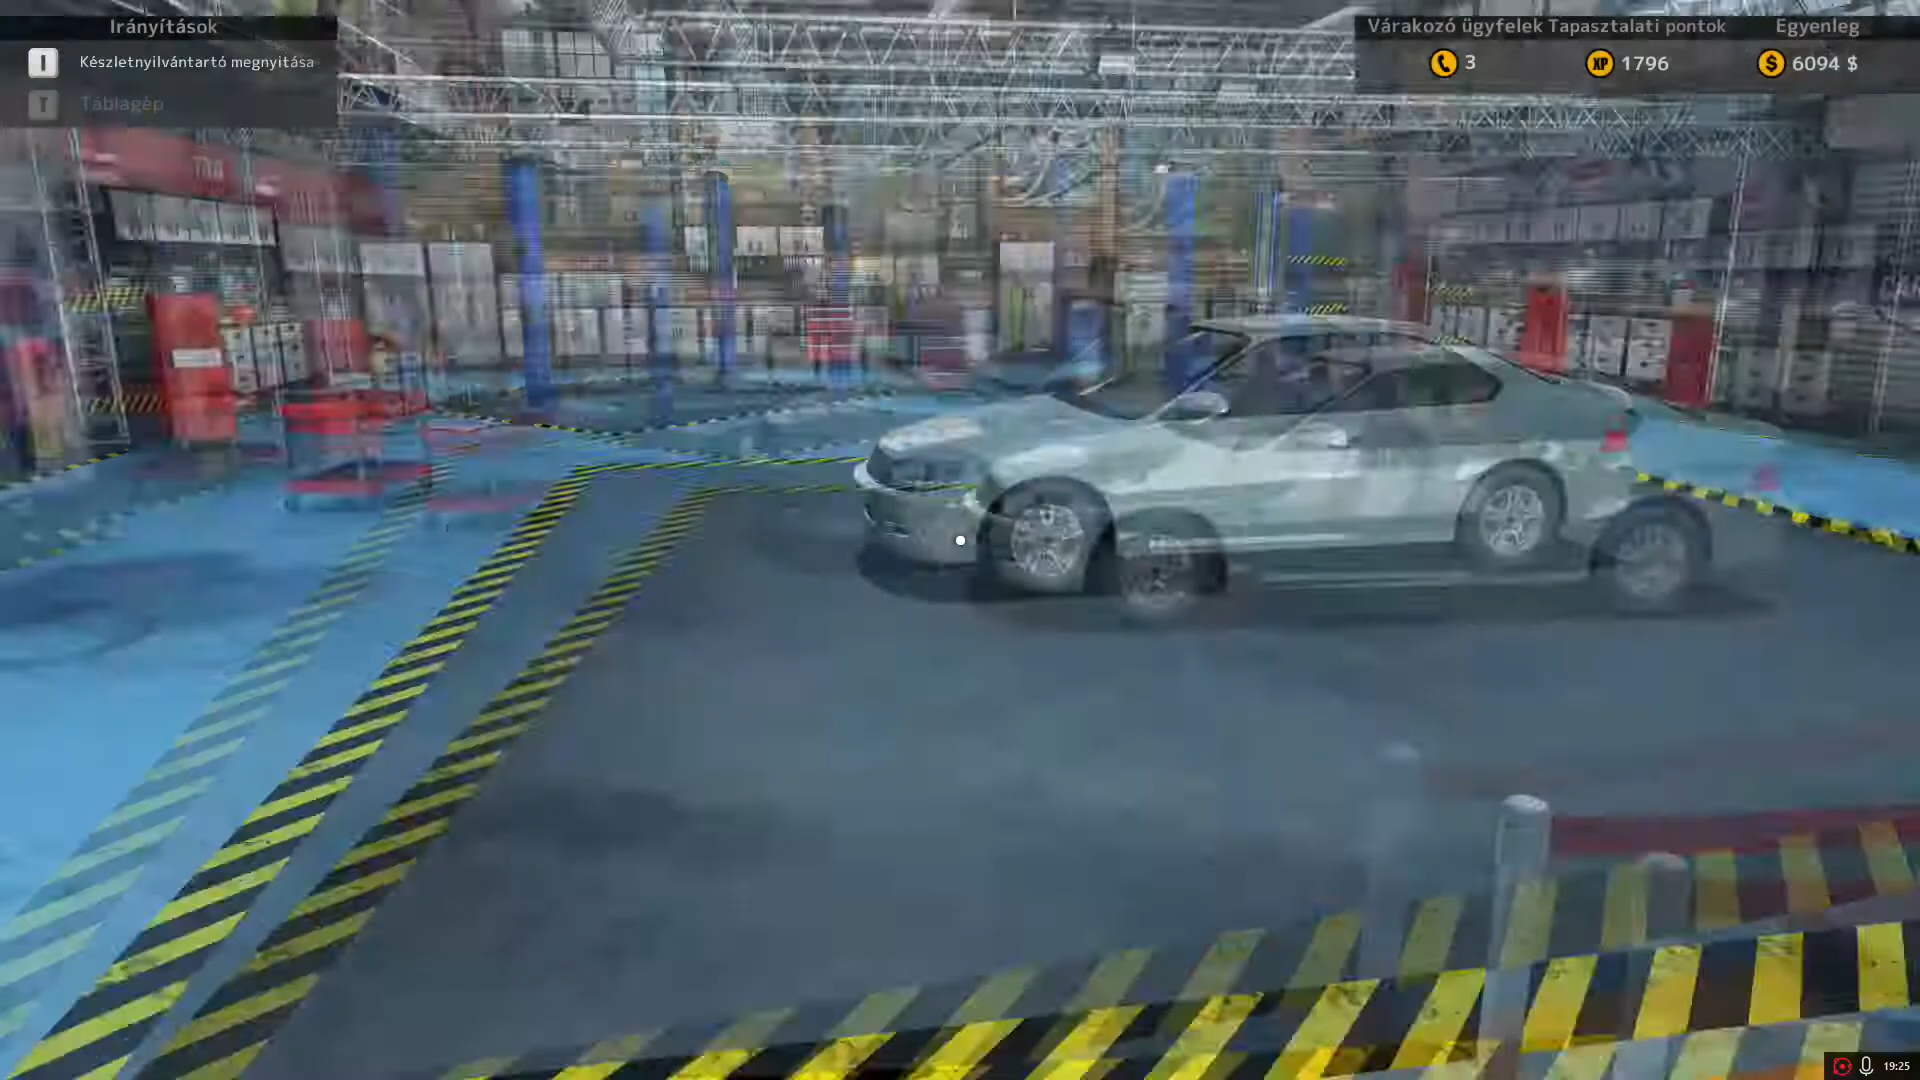 Irányítások
I Készletnyilvántartó megnyitása
T Táblagép
Várakozó ügyfelek Tapasztalati pontok Egyenleg
3 XP 1796 $ 6094 $
19:25